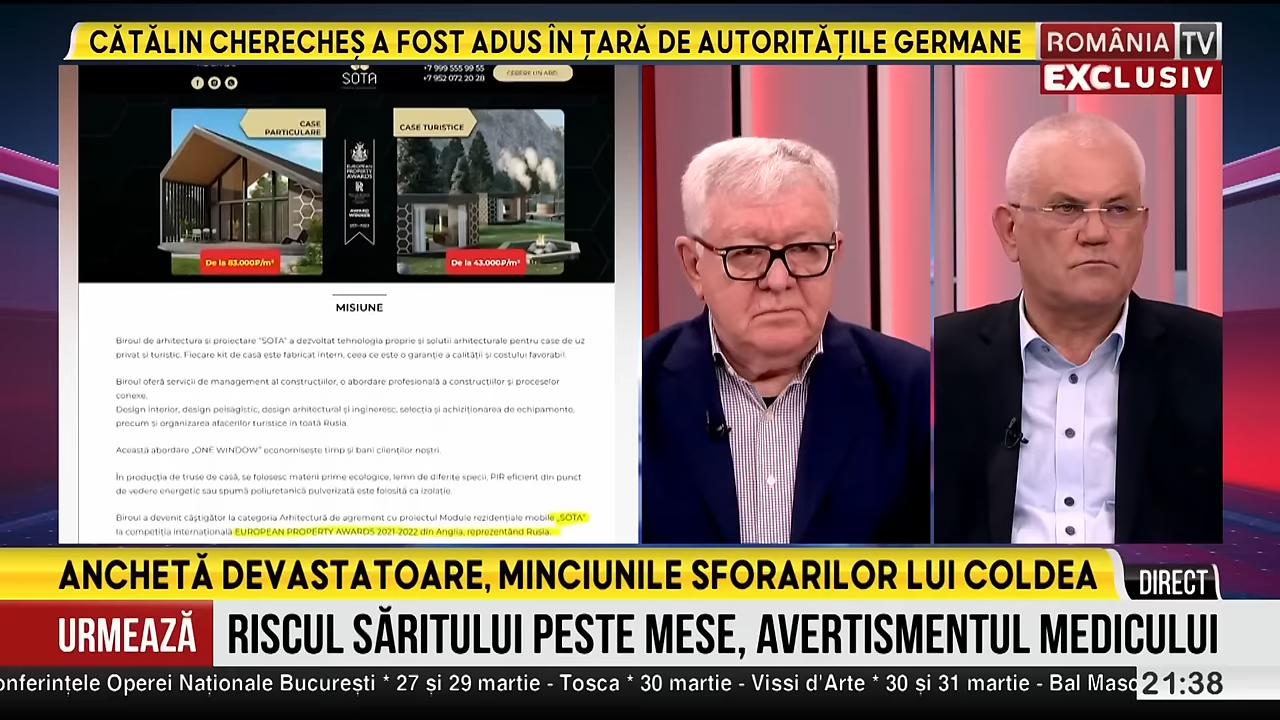 CĂTĂLIN CHERECHEȘ A FOST ADUS ÎN ȚARĂ DE AUTORITĂȚILE GERMANE
ROMÂNIA TV
EXCLUSIV
SOTA
+7 999 555 99 55
+7 952 072 20 28
CERERE UN APEL
CASE
PARTICULARE
CASE TURISTICE
EUROPEAN
PROPERTY
AWARDS
AWARD
WINNER
De la 83.000₽/m²
De la 43.000₽/m²
MISIUNE
Biroul de arhitectura si proiectare "SOTA" a dezvoltat tehnologia proprie și solutii arhitecturale pentru case de uz
privat si turistic. Fiecare kit de casă este fabricat intern, ceea ce este o garanție a calității și costului favorabil.
Biroul oferă servicii de management al construcțiilor, o abordare profesională a construcțiilor și proceselor
conexe.
Design interior, design peisagistic, design arhitectural și ingineresc, selecția și achiziționarea de echipamente,
precum și organizarea afacerilor turistice in toată Rusia.
Această abordare „ONE WINDOW" economisește timp și bani clienților noștri.
În producția de truse de casă, se folosesc materii prime ecologice, lemn de diferite specii, PIR eficient din punct
de vedere energetic sau spumă poliuretanică pulverizată este folosită ca izolație.
Biroul a devenit câștigător la categoria Arhitectură de agrement cu proiectul Module rezidențiale mobile „SOTA"
la competiția internațională EUROPEAN PROPERTY AWARDS 2021-2022 din Anglia, reprezentând Rusia.
ANCHETĂ DEVASTATOARE, MINCIUNILE SFORARILOR LUI COLDEA
DIRECT
URMEAZĂ
RISCUL SĂRITULUI PESTE MESE, AVERTISMENTUL MEDICULUI
onferințele Operei Naționale București * 27 și 29 martie - Tosca * 30 martie - Vissi d'Arte * 30 și 31 martie - Bal Masc
21:38